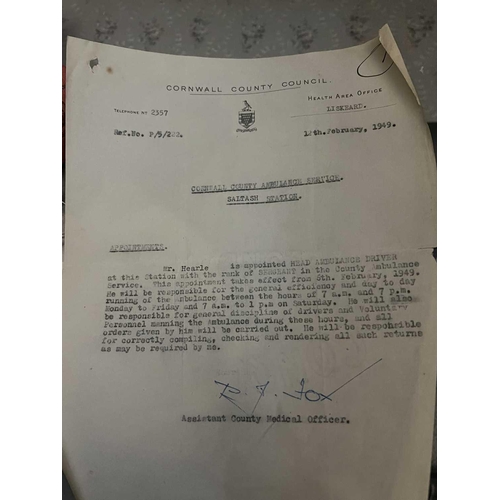 CORNWALL COUNTY COUNCIL.
TELEPHONE Nº 2357
HEALTH AREA OFFICE
LISKEARD.
Ref.No. P/5/222.
February, 1949.
CORNWALL COUNTY AMBULANCE SERVICE.
SALTASH STATION.
APPOINTMENTS.
Mr. Hearle is appointed HEAD AMBULANCE DRIVER
at this Station with the rank of SERGEANT in the County Ambulance
Service. This appointment takes effect from 6th. February, 1949.
He will be responsible for the general efficiency and day to day
running of the Ambulance between the hours of 7 a.m. and 7 p.m.
Monday to Friday and 7 a.m. to 1 p.m on Saturday. He will also
be responsible for general discipline of drivers and Voluntary
Personnel manning the Ambulance during these hours, and all
orders given by him will be carried out. He will be responsible
for correctly compiling, checking and rendering all such returns
as may be required by me.
R. J. Fox
Assistant County Medical Officer.